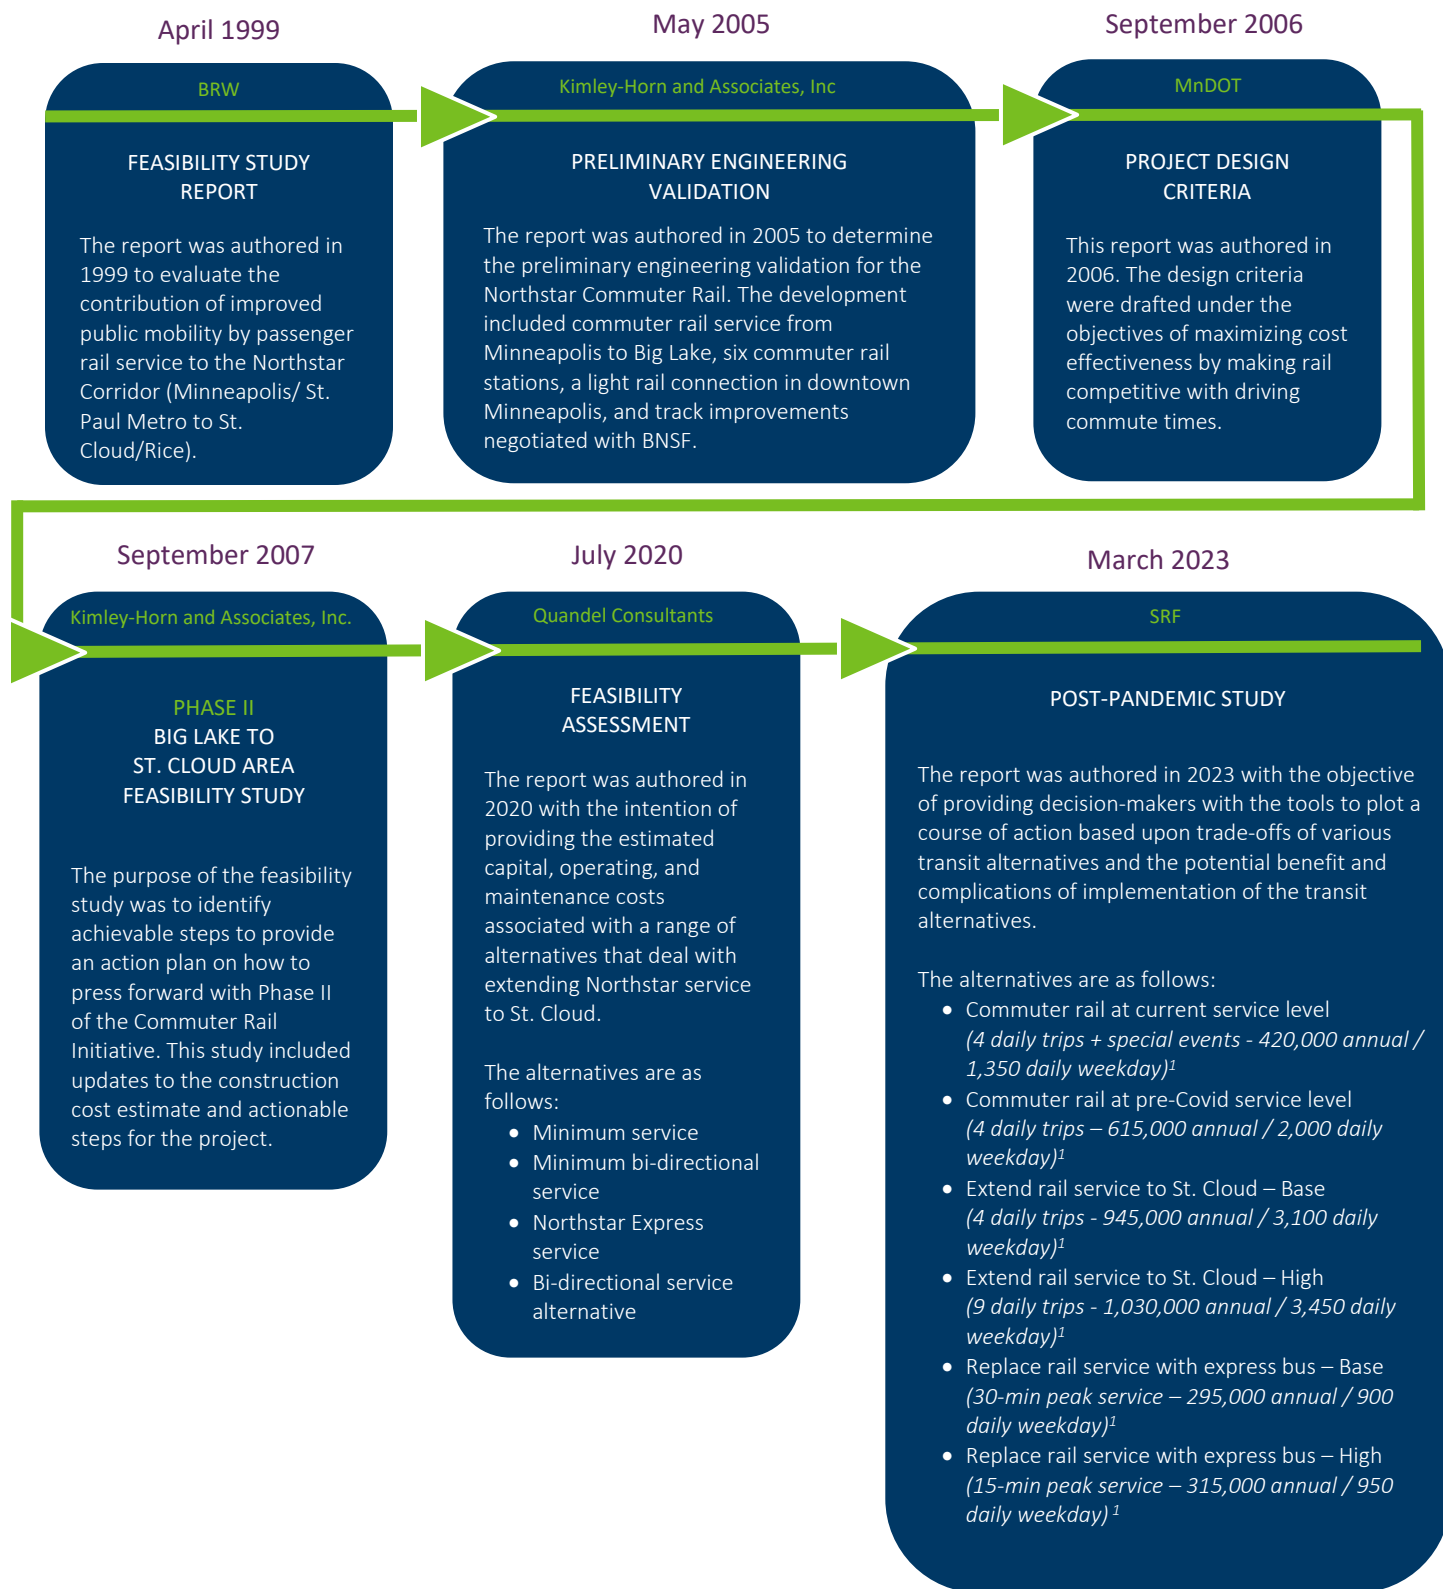 April 1999
BRW
FEASIBILITY STUDY
REPORT
The report was authored in
1999 to evaluate the
contribution of improved
public mobility by passenger
rail service to the Northstar
Corridor (Minneapolis/ St.
Paul Metro to St.
Cloud/Rice).
May 2005
Kimley-Horn and Associates, Inc
PRELIMINARY ENGINEERING
VALIDATION
The report was authored in 2005 to determine
the preliminary engineering validation for the
Northstar Commuter Rail. The development
included commuter rail service from
Minneapolis to Big Lake, six commuter rail
stations, a light rail connection in downtown
Minneapolis, and track improvements
negotiated with BNSF.
September 2006
MnDOT
PROJECT DESIGN
CRITERIA
This report was authored in
2006. The design criteria
were drafted under the
objectives of maximizing cost
effectiveness by making rail
competitive with driving
commute times.
September 2007
Kimley-Horn and Associates, Inc.
PHASE II
BIG LAKE TO
ST. CLOUD AREA
FEASIBILITY STUDY
The purpose of the feasibility
study was to identify
achievable steps to provide
an action plan on how to
press forward with Phase II
of the Commuter Rail
Initiative. This study included
updates to the construction
cost estimate and actionable
steps for the project.
July 2020
Quandel Consultants
FEASIBILITY
ASSESSMENT
The report was authored in
2020 with the intention of
providing the estimated
capital, operating, and
maintenance costs
associated with a range of
alternatives that deal with
extending Northstar service
to St. Cloud.
The alternatives are as
follows:
• Minimum service
• Minimum bi-directional
service
• Northstar Express
service
• Bi-directional service
alternative
March 2023
SRF
POST-PANDEMIC STUDY
The report was authored in 2023 with the objective
of providing decision-makers with the tools to plot a
course of action based upon trade-offs of various
transit alternatives and the potential benefit and
complications of implementation of the transit
alternatives.
The alternatives are as follows:
• Commuter rail at current service level
(4 daily trips + special events - 420,000 annual /
1,350 daily weekday)¹
• Commuter rail at pre-Covid service level
(4 daily trips – 615,000 annual / 2,000 daily
weekday)¹
• Extend rail service to St. Cloud – Base
(4 daily trips - 945,000 annual / 3,100 daily
weekday)¹
• Extend rail service to St. Cloud – High
(9 daily trips - 1,030,000 annual / 3,450 daily
weekday)¹
• Replace rail service with express bus – Base
(30-min peak service – 295,000 annual / 900
daily weekday)¹
• Replace rail service with express bus – High
(15-min peak service – 315,000 annual / 950
daily weekday) ¹